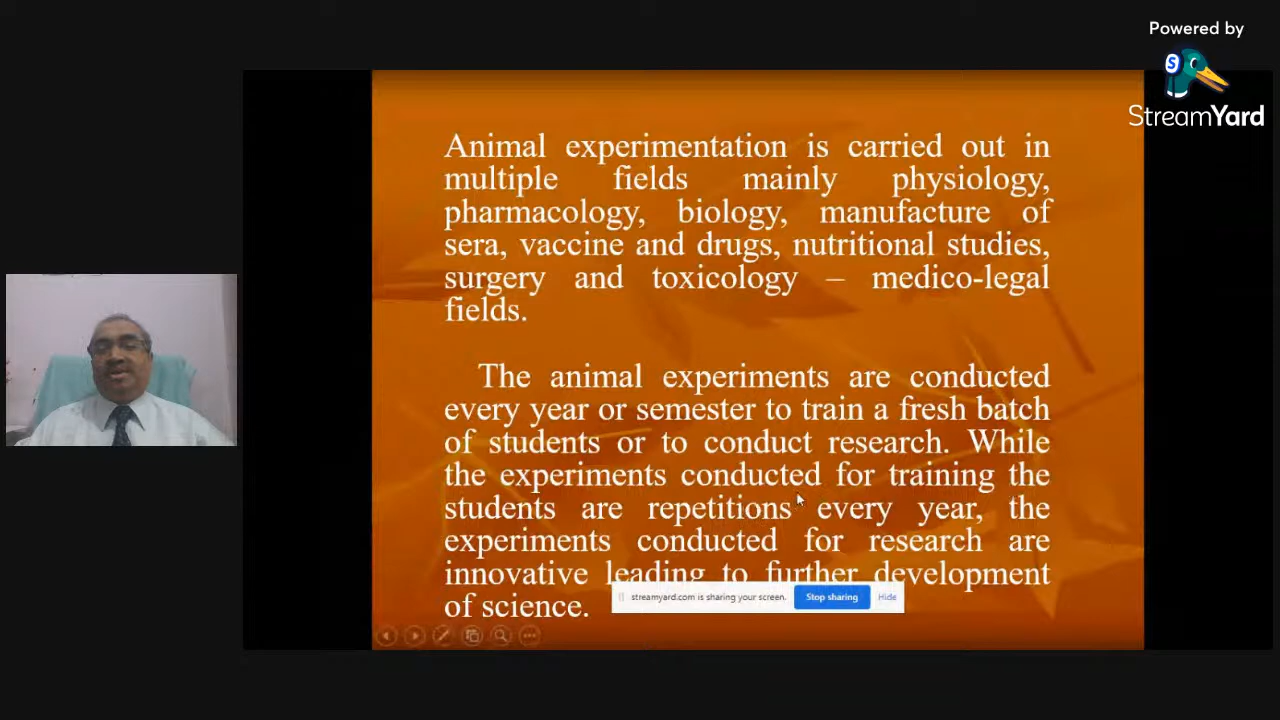 Powered by
StreamYard
Animal experimentation is carried out in
multiple fields mainly physiology,
pharmacology, biology, manufacture of
sera, vaccine and drugs, nutritional studies,
surgery and toxicology – medico-legal
fields.
The animal experiments are conducted
every year or semester to train a fresh batch
of students or to conduct research. While
the experiments conducted for training the
students are repetitions every year, the
experiments conducted for research are
innovative leading to further development
of science.
streamyard.com is sharing your screen. Stop sharing Hide